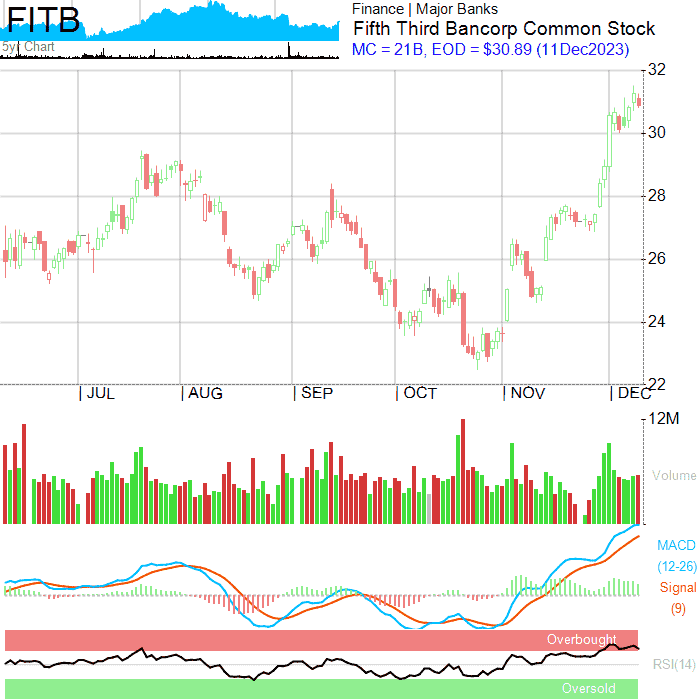 FITB
5yr Chart
Finance | Major Banks
Fifth Third Bancorp Common Stock
MC = 21B, EOD = $30.89 (11Dec2023)
32
30
28
26
24
22
| JUL | AUG | SEP | OCT | NOV | DEC
12M
Volume
MACD
(12-26)
Signal
(9)
Overbought
RSI(14)
Oversold